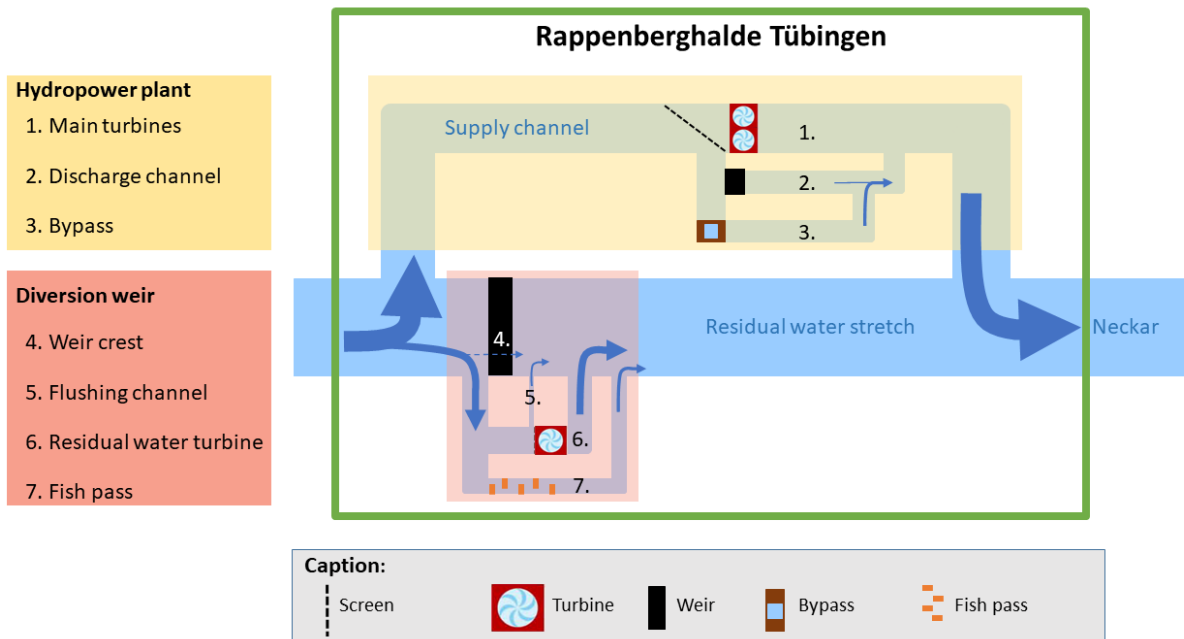 Rappenberghalde Tübingen
Hydropower plant
1. Main turbines
2. Discharge channel
3. Bypass
Supply channel
1.
2.
3.
Diversion weir
4. Weir crest
5. Flushing channel
6. Residual water turbine
7. Fish pass
Residual water stretch
Neckar
4.
5.
6.
7.
Caption:
Screen
Turbine
Weir
Bypass
Fish pass